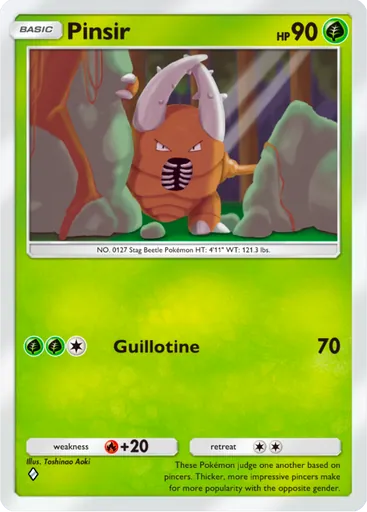 BASIC Pinsir HP 90
NO. 0127 Stag Beetle Pokémon HT: 4'11" WT: 121.3 lbs.
Guillotine 70
weakness +20 retreat
Illus. Toshinao Aoki
These Pokémon judge one another based on
pincers. Thicker, more impressive pincers make
for more popularity with the opposite gender.